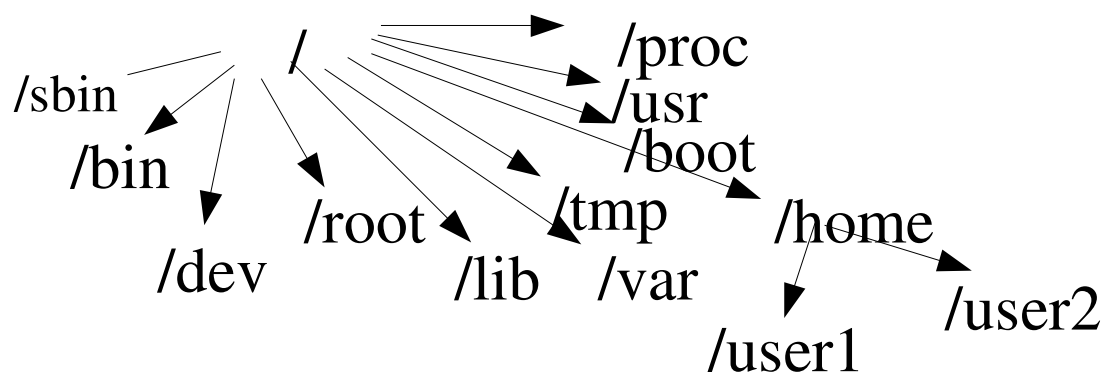 /
/proc
/sbin
/usr
/bin
/boot
/root
/tmp
/home
/dev
/lib
/var
/user2
/user1